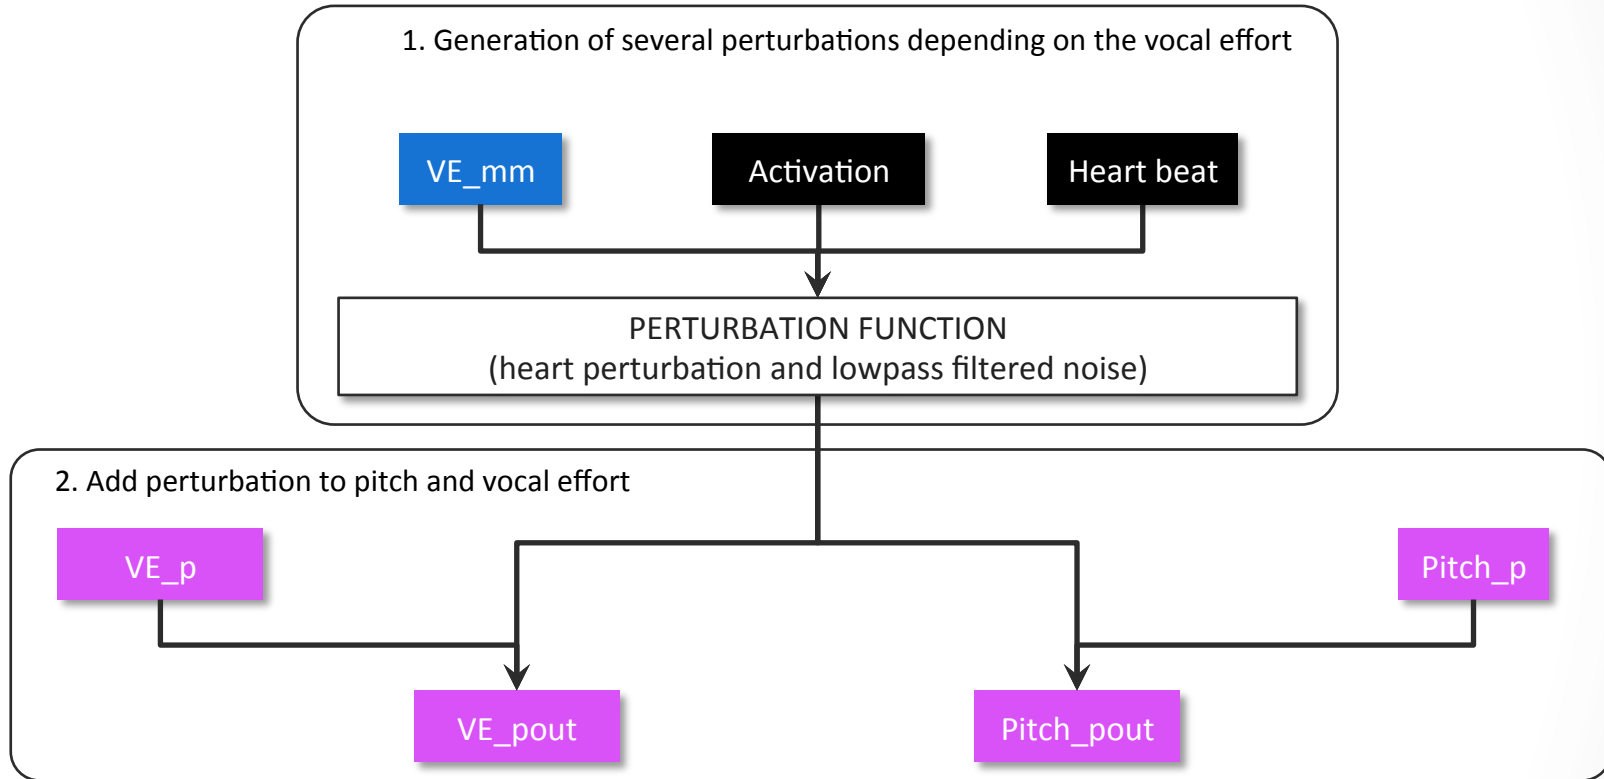 1. Generation of several perturbations depending on the vocal effort
VE_mm
Activation
Heart beat
PERTURBATION FUNCTION
(heart perturbation and lowpass filtered noise)
2. Add perturbation to pitch and vocal effort
VE_p
Pitch_p
VE_pout
Pitch_pout